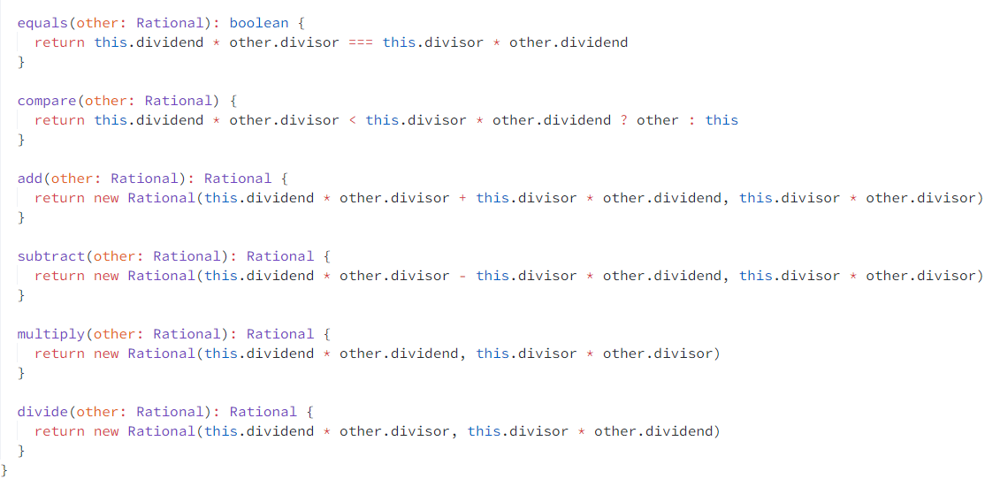 equals(other: Rational): boolean {
return this.dividend * other.divisor === this.divisor * other.dividend
}
compare(other: Rational) {
return this.dividend * other.divisor < this.divisor * other.dividend ? other : this
}
add(other: Rational): Rational {
return new Rational(this.dividend * other.divisor + this.divisor * other.dividend, this.divisor * other.divisor)
}
subtract(other: Rational): Rational {
return new Rational(this.dividend * other.divisor - this.divisor * other.dividend, this.divisor * other.divisor)
}
multiply(other: Rational): Rational {
return new Rational(this.dividend * other.dividend, this.divisor * other.divisor)
}
divide(other: Rational): Rational {
return new Rational(this.dividend * other.divisor, this.divisor * other.dividend)
}
}